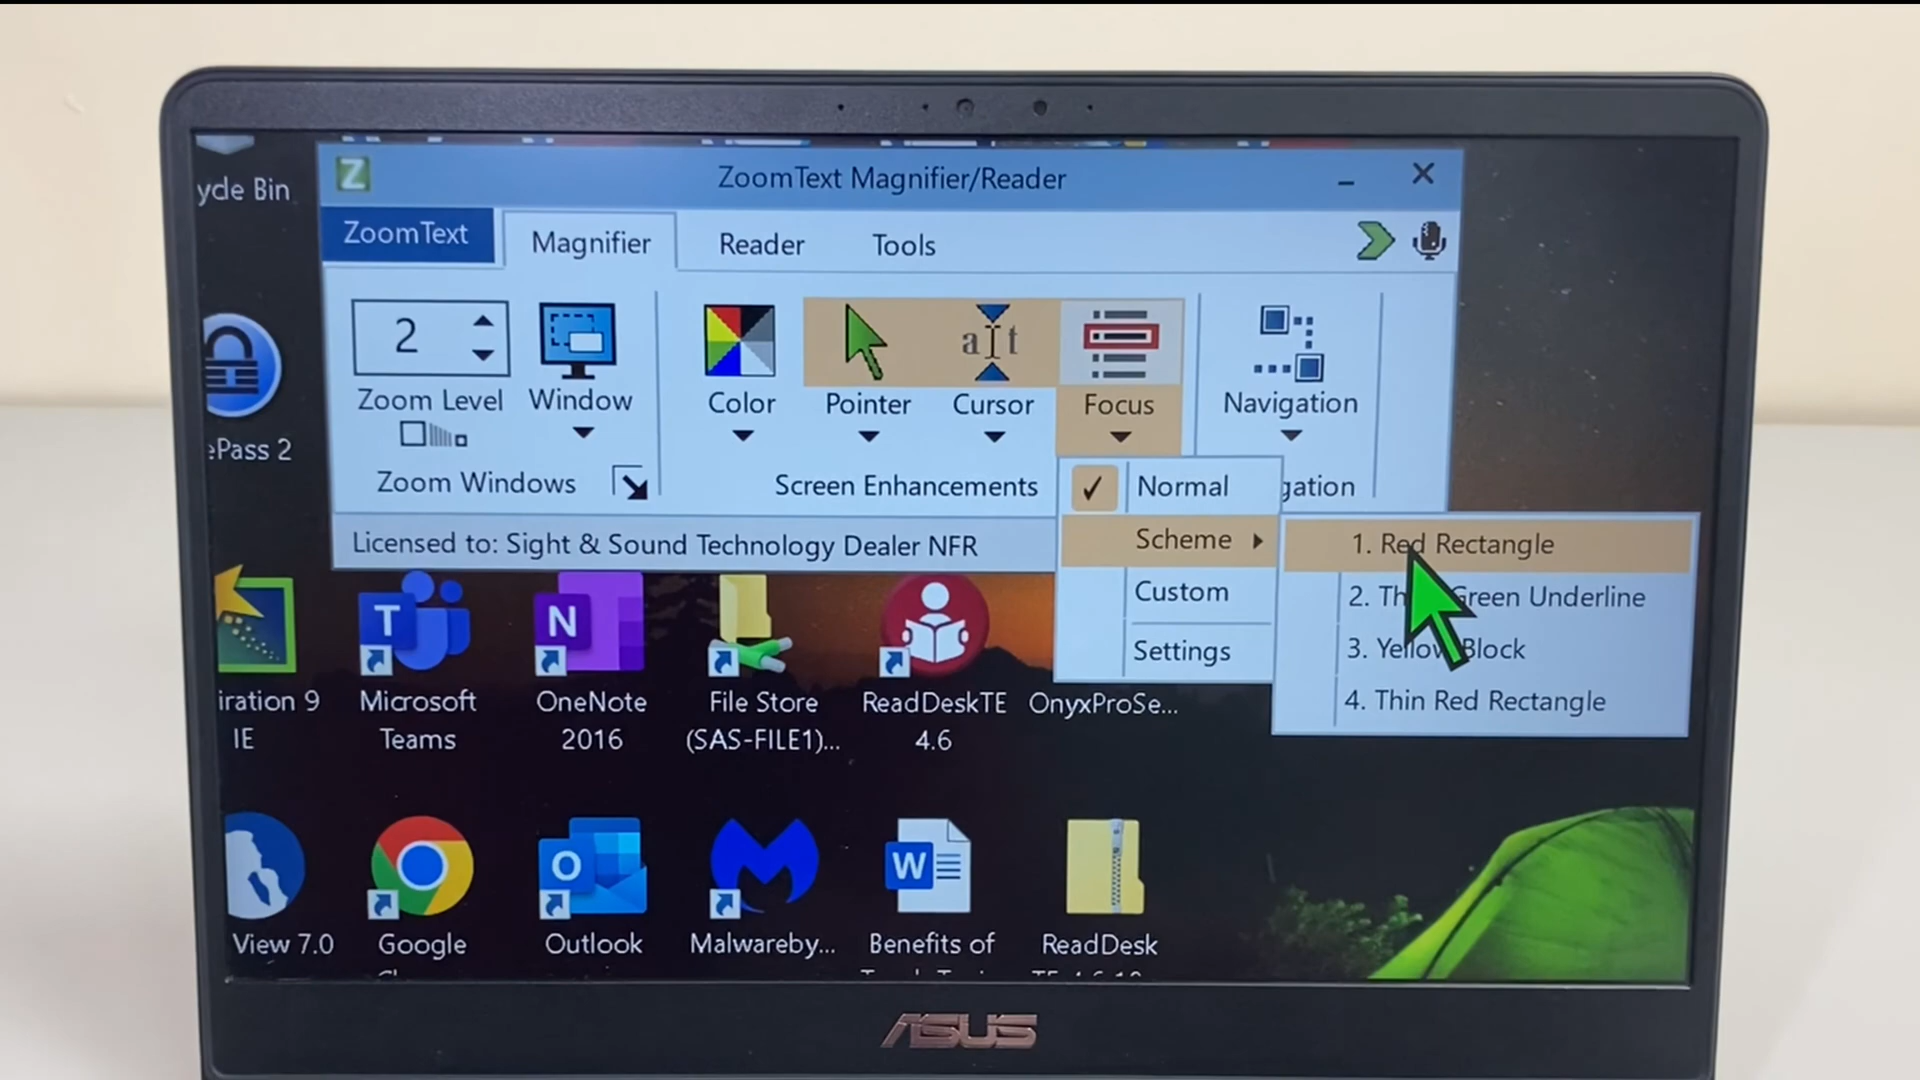 ycle Bin
Z
ZoomText Magnifier/Reader
ZoomText
Magnifier
Reader
Tools
2
Zoom Level
Window
Color
Pointer
a I t
Cursor
Focus
Navigation
Zoom Windows
Screen Enhancements
gation
Licensed to: Sight & Sound Technology Dealer NFR
Normal
Scheme
Custom
Settings
1. Red Rectangle
2. Th Green Underline
3. Yellow Block
4. Thin Red Rectangle
ePass 2
iration 9
IE
T
Microsoft
Teams
N
OneNote
2016
File Store
(SAS-FILE1)...
ReadDeskTE
4.6
OnyxProSe...
View 7.0
Google
O
Outlook
Malwareby...
W
Benefits of
ReadDesk
ASUS